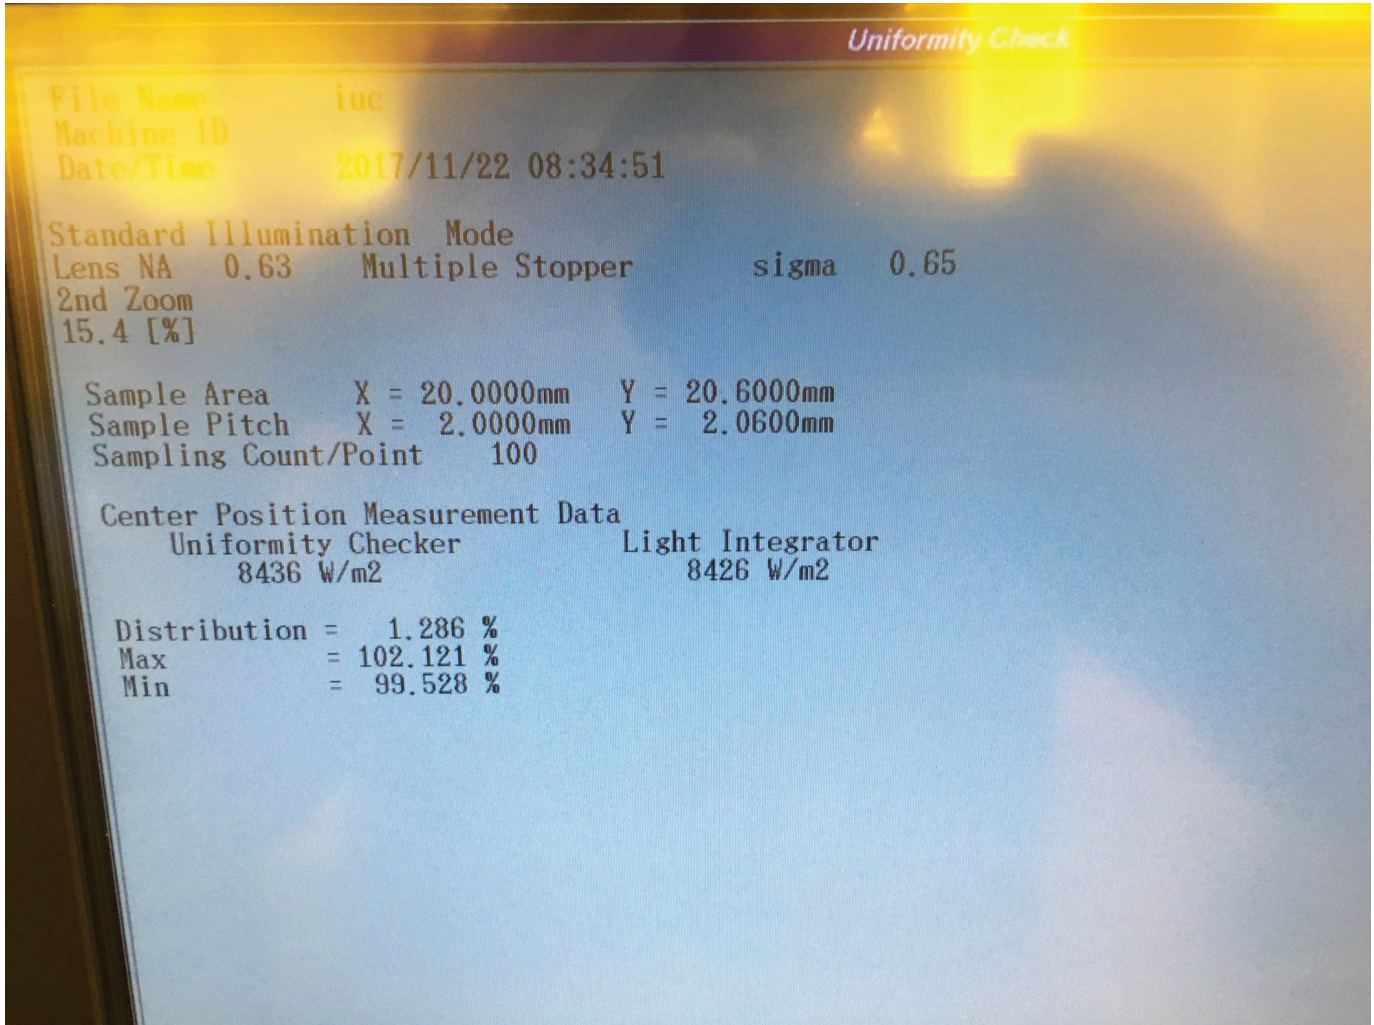 Uniformity Check
File Name iuc
Machine ID
Date/Time 2017/11/22 08:34:51
Standard Illumination Mode
Lens NA 0.63 Multiple Stopper sigma 0.65
2nd Zoom
15.4 [%]
Sample Area X = 20.0000mm Y = 20.6000mm
Sample Pitch X = 2.0000mm Y = 2.0600mm
Sampling Count/Point 100
Center Position Measurement Data
Uniformity Checker Light Integrator
8436 W/m2 8426 W/m2
Distribution = 1.286 %
Max = 102.121 %
Min = 99.528 %